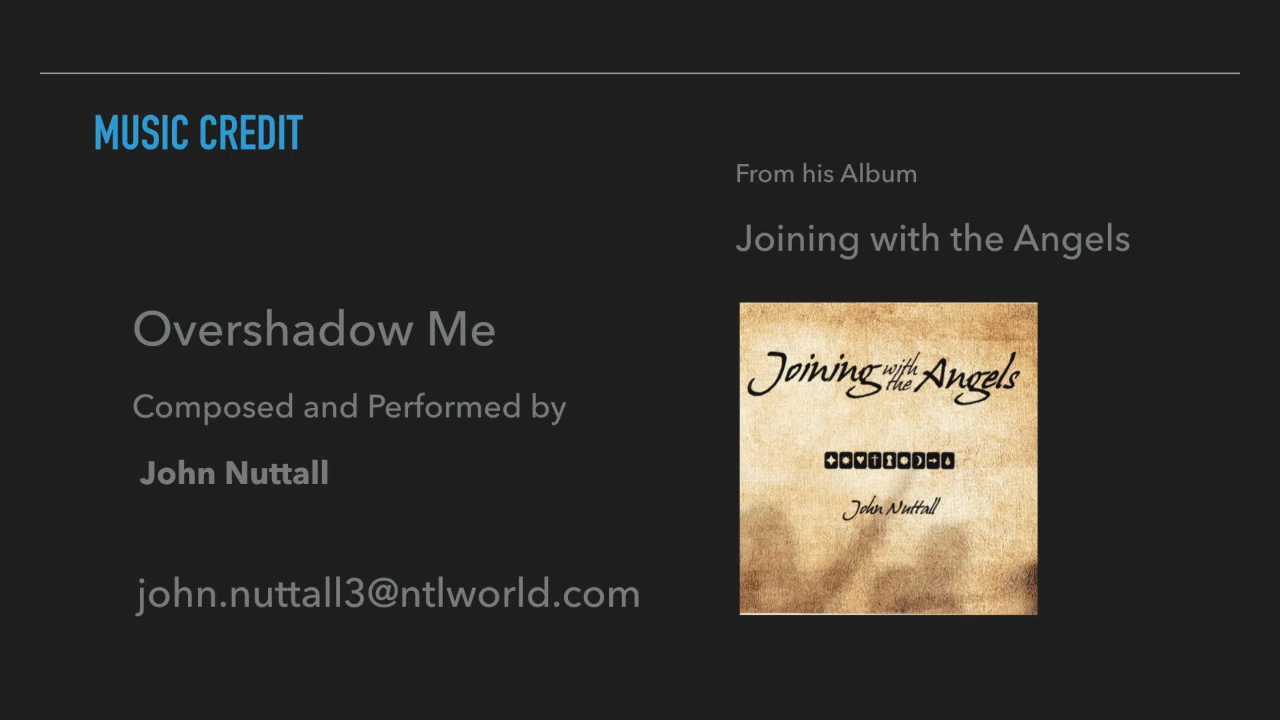 MUSIC CREDIT
Overshadow Me
Composed and Performed by
John Nuttall
john.nuttall3@ntlworld.com
From his Album
Joining with the Angels
Joining with the Angels
John Nuttall